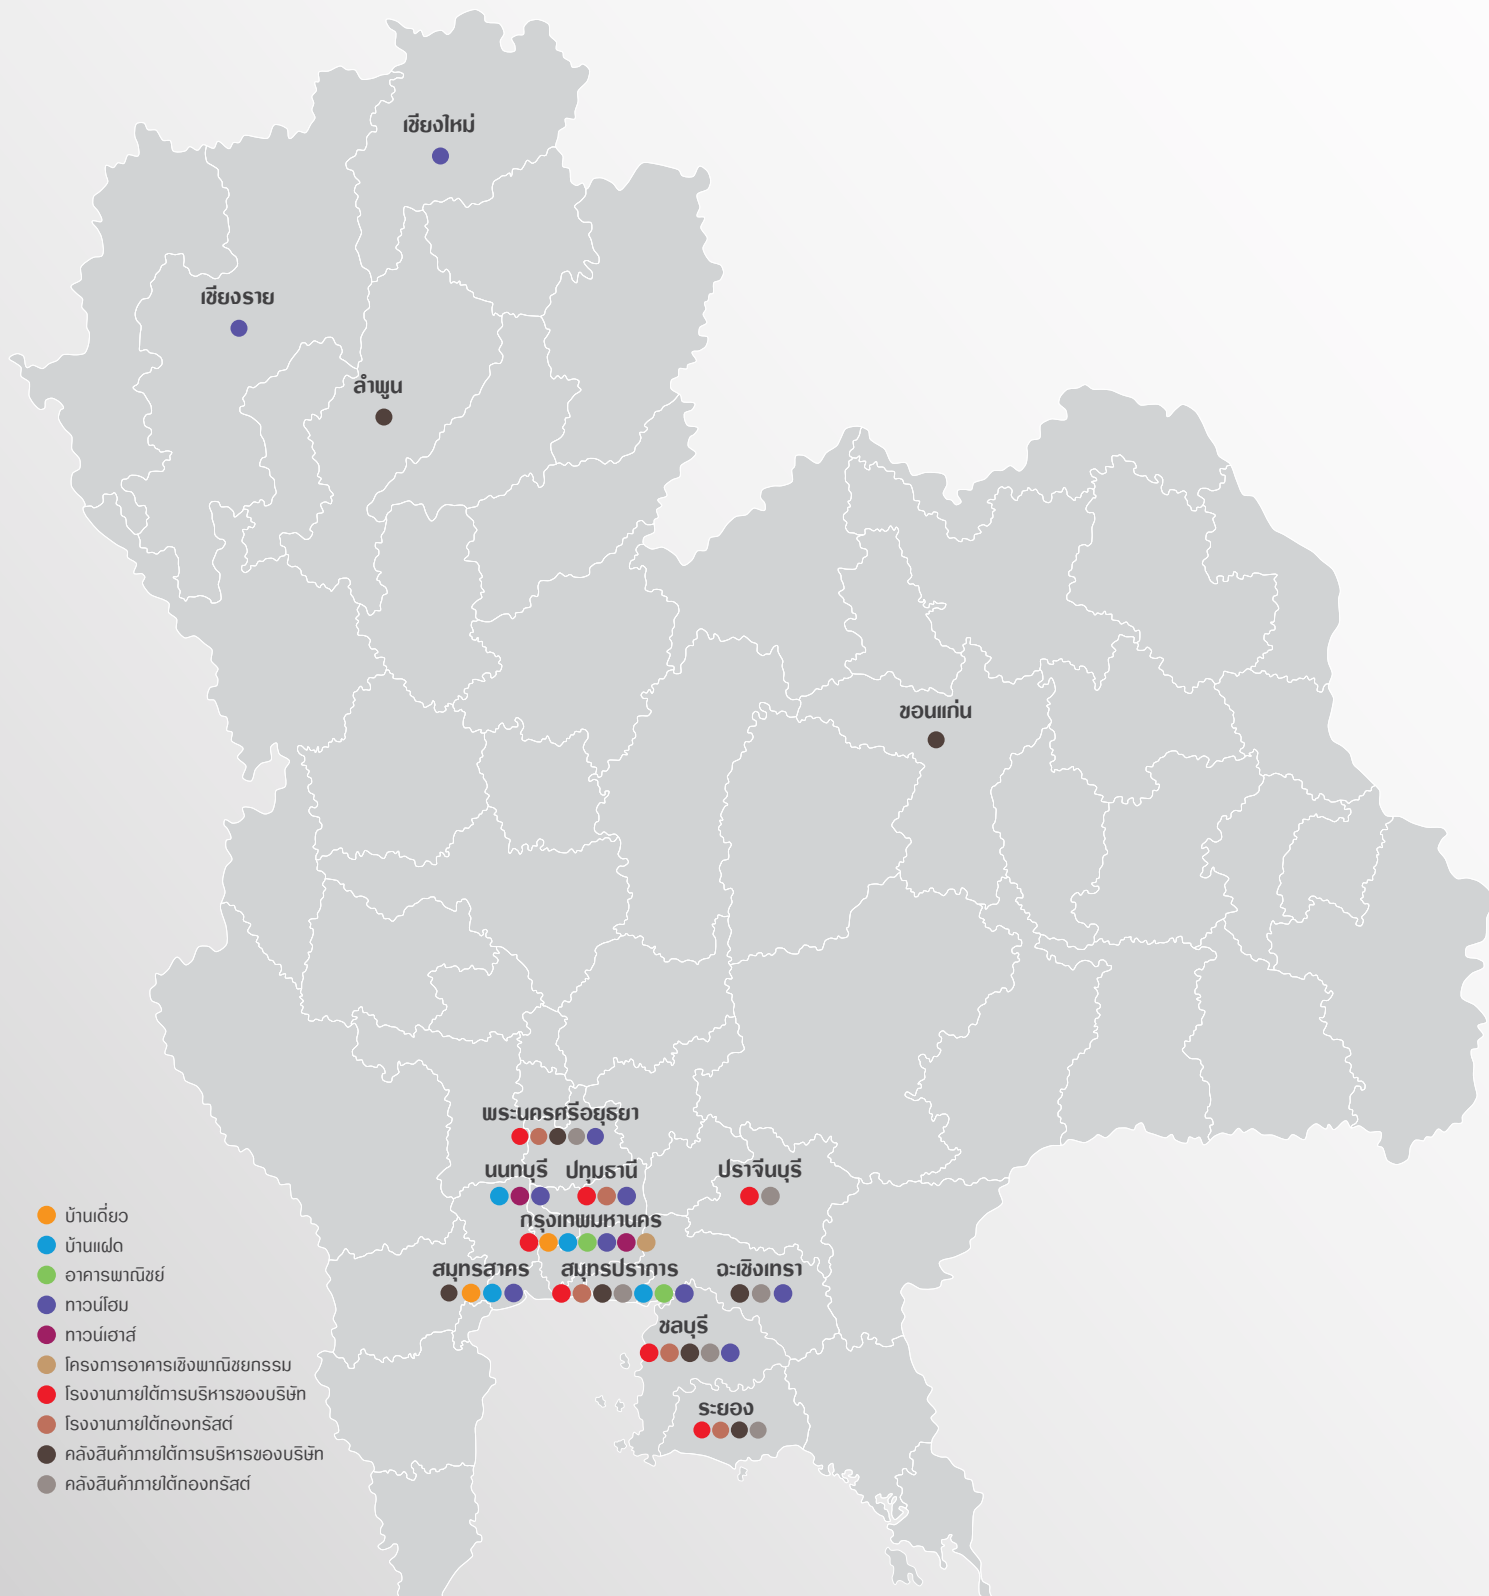 เชียงใหม่
เชียงราย
ลำพูน
ขอนแก่น
พระนครศรีอยุธยา
นนทบุรี
ปทุมธานี
ปราจีนบุรี
กรุงเทพมหานคร
สมุทรสาคร
สมุทรปราการ
ฉะเชิงเทรา
ชลบุรี
ระยอง
บ้านเดี่ยว
บ้านแฝด
อาคารพาณิชย์
ทาวน์โฮม
ทาวน์เฮาส์
โครงการอาคารเชิงพาณิชยกรรม
โรงงานภายใต้การบริหารของบริษัท
โรงงานภายใต้กองทรัสต์
คลังสินค้าภายใต้การบริหารของบริษัท
คลังสินค้าภายใต้กองทรัสต์